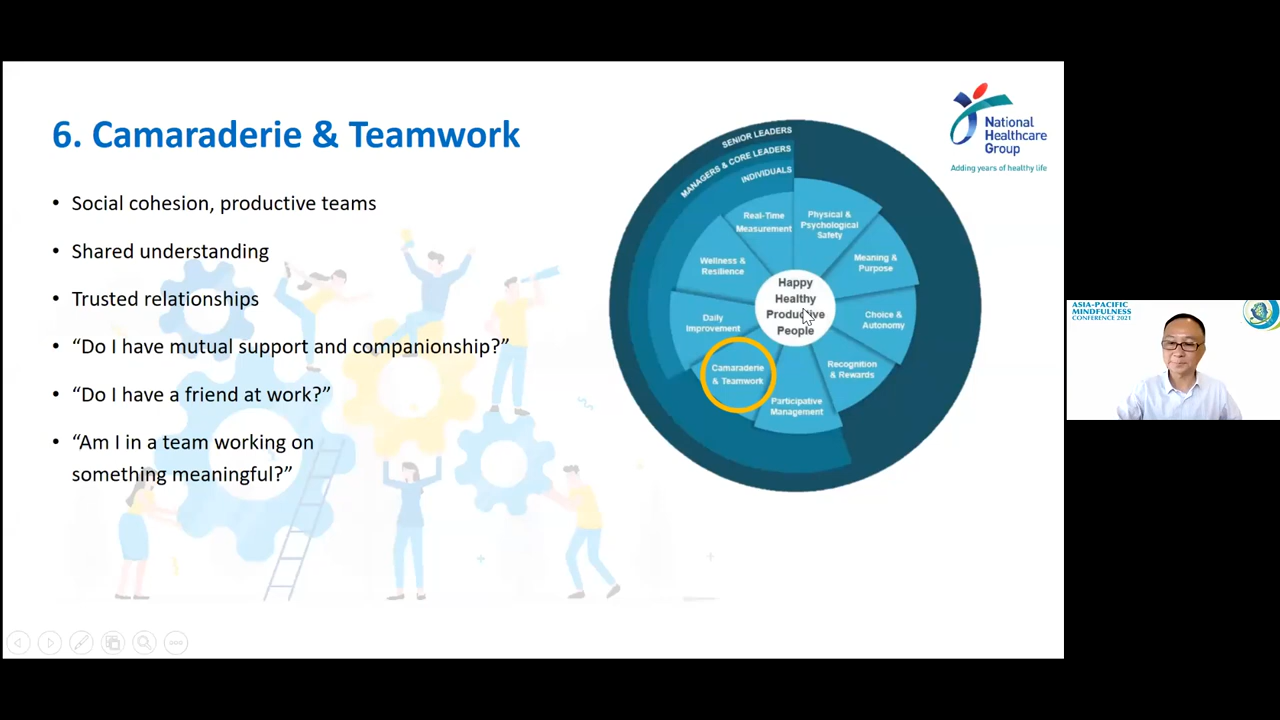 6. Camaraderie & Teamwork
• Social cohesion, productive teams
• Shared understanding
• Trusted relationships
• “Do I have mutual support and companionship?”
• “Do I have a friend at work?”
• “Am I in a team working on
something meaningful?”
SENIOR LEADERS
MANAGERS & CORE LEADERS
INDIVIDUALS
Real-Time
Measurement
Physical &
Psychological
Safety
Meaning &
Purpose
Choice &
Autonomy
Recognition
& Rewards
Participative
Management
Camaraderie
& Teamwork
Daily
Improvement
Wellness &
Resilience
Happy
Healthy
Productive
People
National
Healthcare
Group
Adding years of healthy life
ASIA-PACIFIC
MINDFULNESS
CONFERENCE 2021